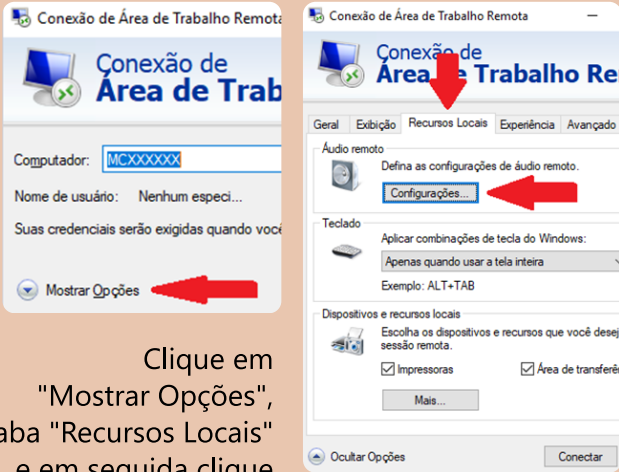 Conexão de Área de Trabalho Remota
Conexão de
Área de Trab
Computador: MCXXXXXX
Nome de usuário: Nenhum especi...
Suas credenciais serão exigidas quando você
Mostrar Opções
Clique em
"Mostrar Opções",
aba "Recursos Locais"
e em seguida clique
Conexão de Área de Trabalho Remota
Conexão de
Área de Trabalho Re
Geral Exibição Recursos Locais Experiência Avançado
Áudio remoto
Defina as configurações de áudio remoto.
Configurações...
Teclado
Aplicar combinações de tecla do Windows:
Apenas quando usar a tela inteira
Exemplo: ALT+TAB
Dispositivos e recursos locais
Escolha os dispositivos e recursos que você desej
sessão remota.
Impressoras Área de transferê
Mais...
Ocultar Opções Conectar